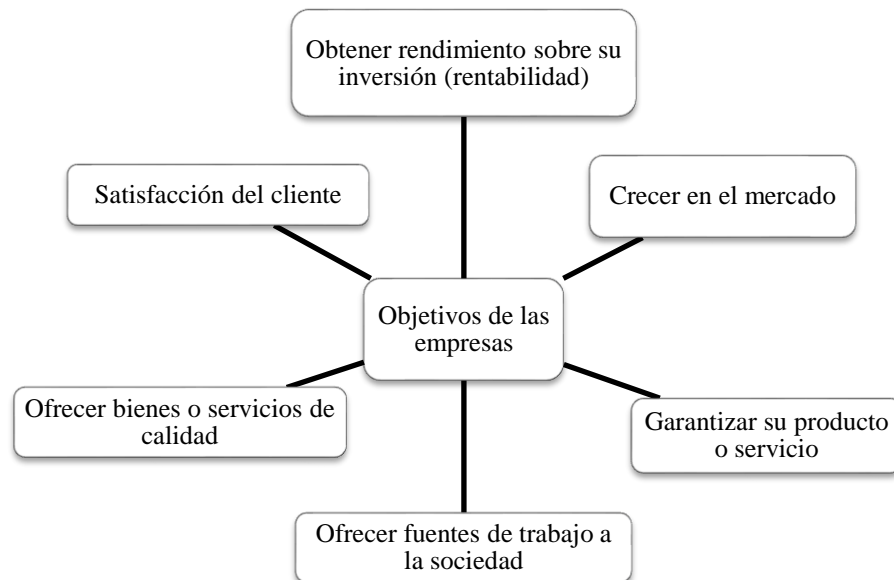 Obtener rendimiento sobre su
inversión (rentabilidad)
Satisfacción del cliente
Crecer en el mercado
Objetivos de las
empresas
Ofrecer bienes o servicios de
calidad
Garantizar su producto
o servicio
Ofrecer fuentes de trabajo a
la sociedad